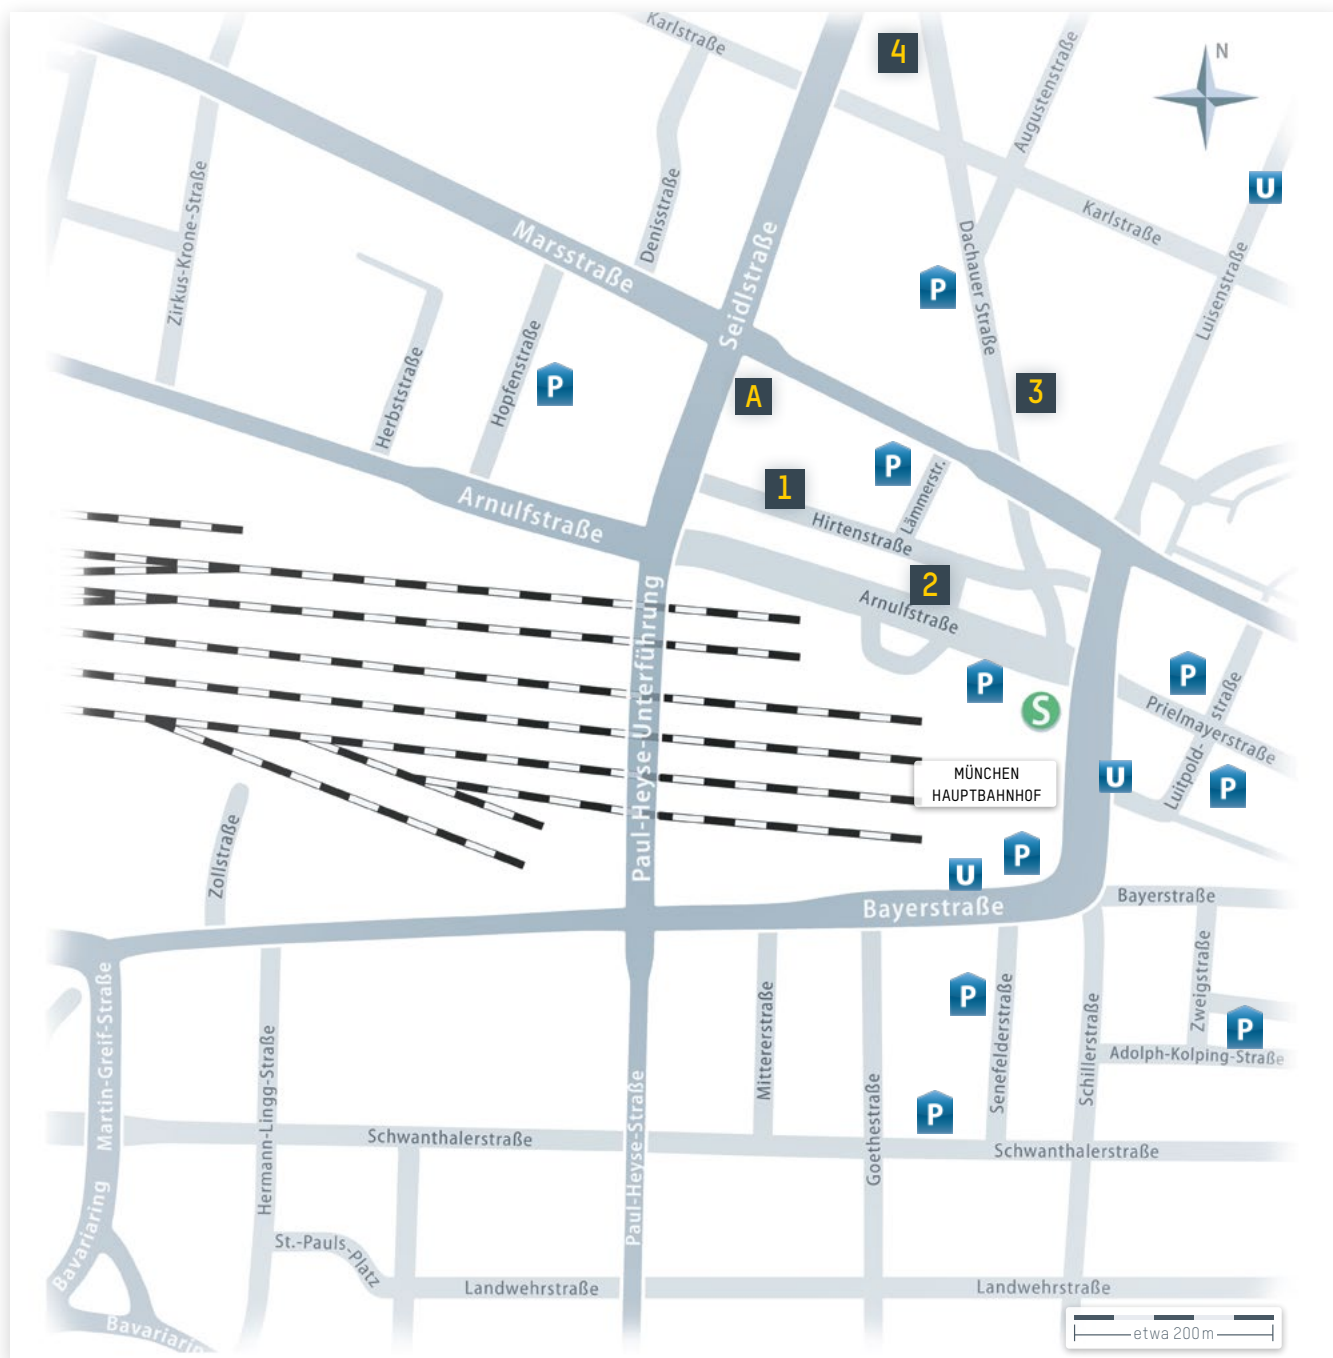 Karlstraße
4
N
Augustenstraße
U
Zirkus-Krone-Straße
Denisstraße
Karlstraße
Marsstraße
Seidlstraße
Dachauer Straße
Luisenstraße
P
Herbststraße
Hopfenstraße
P
A
3
P
1
Lämmerstr.
Arnulfstraße
Hirtenstraße
2
Arnulfstraße
Paul-Heyse-Unterführung
P
S
P
Prielmayerstraße
Luitpold-
straße
MÜNCHEN
HAUPTBAHNHOF
U
P
Zollstraße
P
U
Bayerstraße
Bayerstraße
Martin-Greif-Straße
Zweigstraße
P
Mittererstraße
Senefelderstraße
Schillerstraße
P
Adolph-Kolping-Straße
Hermann-Lingg-Straße
Paul-Heyse-Straße
Goethestraße
P
Schwanthalerstraße
Schwanthalerstraße
Bavariaring
St.-Pauls-Platz
Landwehrstraße
Landwehrstraße
Bavariaring
etwa 200 m